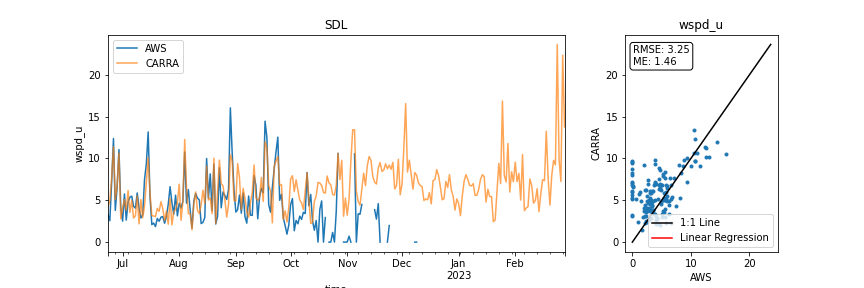 SDL
wspd_u
AWS
CARRA
RMSE: 3.25
ME: 1.46
20
15
10
5
0
wspd_u
20
15
10
5
0
CARRA
1:1 Line
Linear Regression
Jul Aug Sep Oct Nov Dec Jan Feb
2023
0 10 20
AWS
time